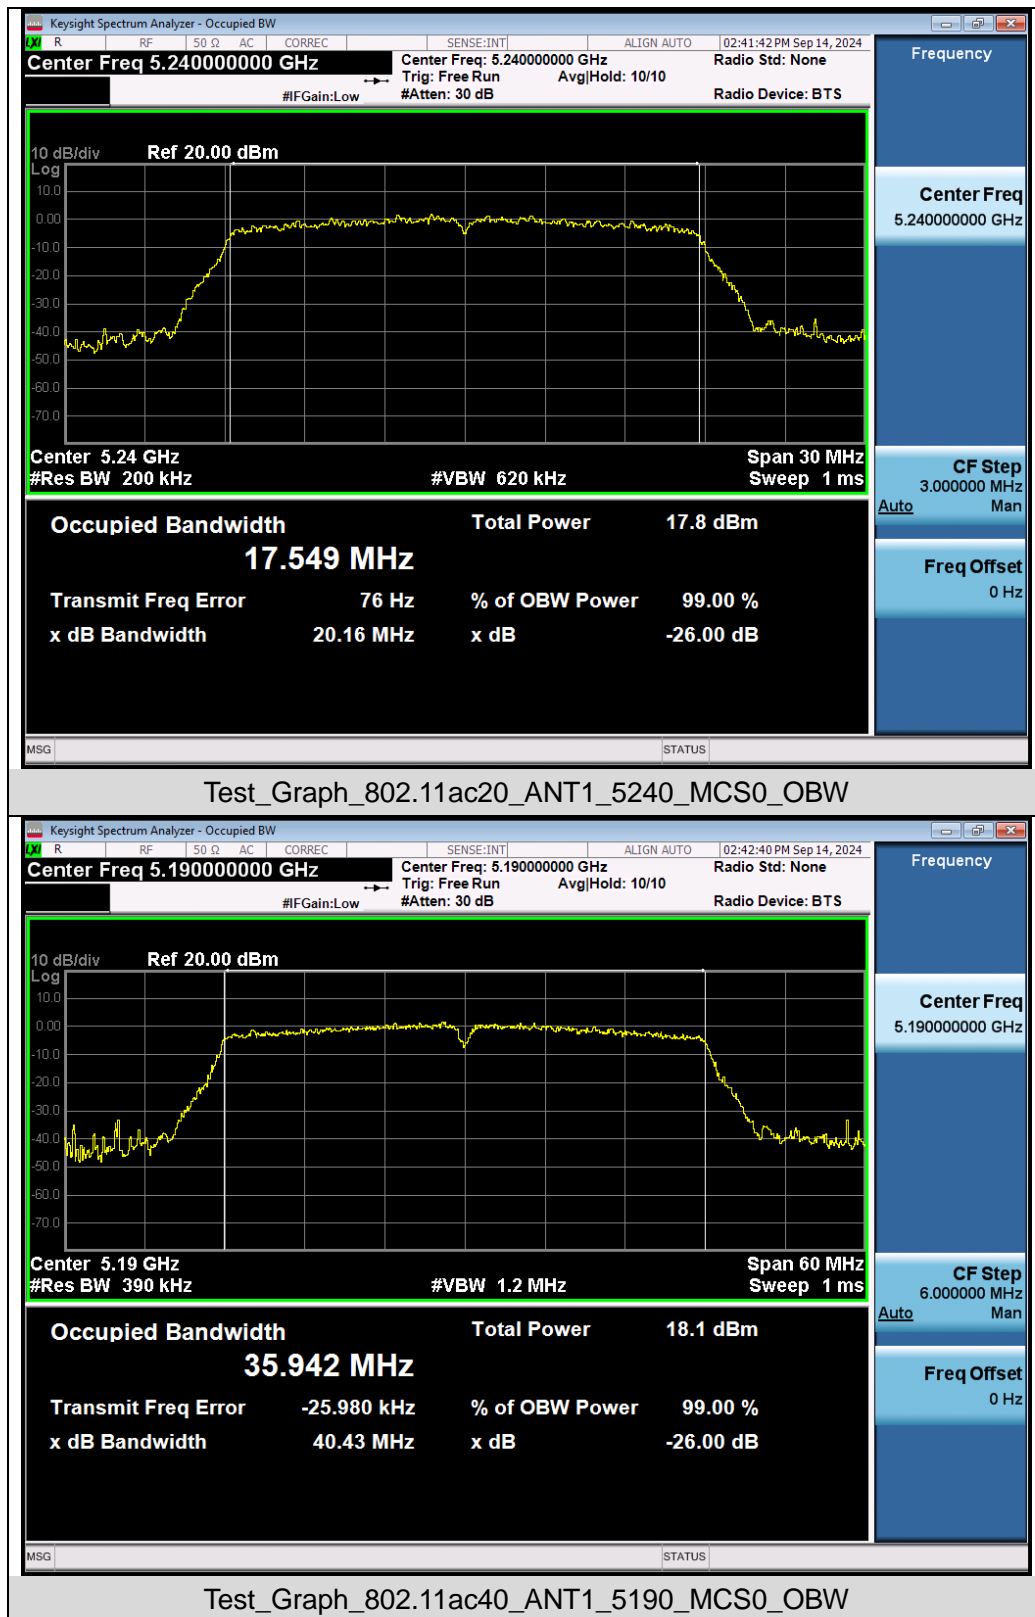 Keysight Spectrum Analyzer - Occupied BW
LXI R RF 50 Ω AC CORREC SENSE:INT ALIGN AUTO 02:41:42 PM Sep 14, 2024
Center Freq 5.240000000 GHz
Center Freq: 5.240000000 GHz
Radio Std: None
Trig: Free Run Avg|Hold: 10/10
#IFGain:Low
#Atten: 30 dB
Radio Device: BTS
10 dB/div Ref 20.00 dBm
Log
10.0
0.00
-10.0
-20.0
-30.0
-40.0
-50.0
-60.0
-70.0
Center 5.24 GHz Span 30 MHz
#Res BW 200 kHz #VBW 620 kHz Sweep 1 ms
Occupied Bandwidth Total Power 17.8 dBm
17.549 MHz
Transmit Freq Error 76 Hz % of OBW Power 99.00 %
x dB Bandwidth 20.16 MHz x dB -26.00 dB
MSG STATUS
Frequency
Center Freq
5.240000000 GHz
CF Step
3.000000 MHz
Auto Man
Freq Offset
0 Hz
Test_Graph_802.11ac20_ANT1_5240_MCS0_OBW
Keysight Spectrum Analyzer - Occupied BW
LXI R RF 50 Ω AC CORREC SENSE:INT ALIGN AUTO 02:42:40 PM Sep 14, 2024
Center Freq 5.190000000 GHz
Center Freq: 5.190000000 GHz
Radio Std: None
Trig: Free Run Avg|Hold: 10/10
#IFGain:Low
#Atten: 30 dB
Radio Device: BTS
10 dB/div Ref 20.00 dBm
Log
10.0
0.00
-10.0
-20.0
-30.0
-40.0
-50.0
-60.0
-70.0
Center 5.19 GHz Span 60 MHz
#Res BW 390 kHz #VBW 1.2 MHz Sweep 1 ms
Occupied Bandwidth Total Power 18.1 dBm
35.942 MHz
Transmit Freq Error -25.980 kHz % of OBW Power 99.00 %
x dB Bandwidth 40.43 MHz x dB -26.00 dB
MSG STATUS
Frequency
Center Freq
5.190000000 GHz
CF Step
6.000000 MHz
Auto Man
Freq Offset
0 Hz
Test_Graph_802.11ac40_ANT1_5190_MCS0_OBW